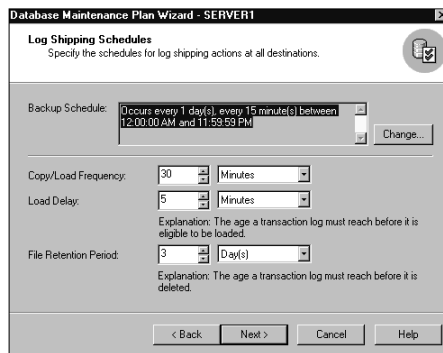 Database Maintenance Plan Wizard - SERVER1
Log Shipping Schedules
Specify the schedules for log shipping actions at all destinations.
Backup Schedule:
Occurs every 1 day(s), every 15 minute(s) between
12:00:00 AM and 11:59:59 PM
Change...
Copy/Load Frequency: 30 Minutes
Load Delay: 5 Minutes
Explanation: The age a transaction log must reach before it is
eligible to be loaded.
File Retention Period: 3 Day(s)
Explanation: The age a transaction log must reach before it is
deleted.
< Back Next > Cancel Help